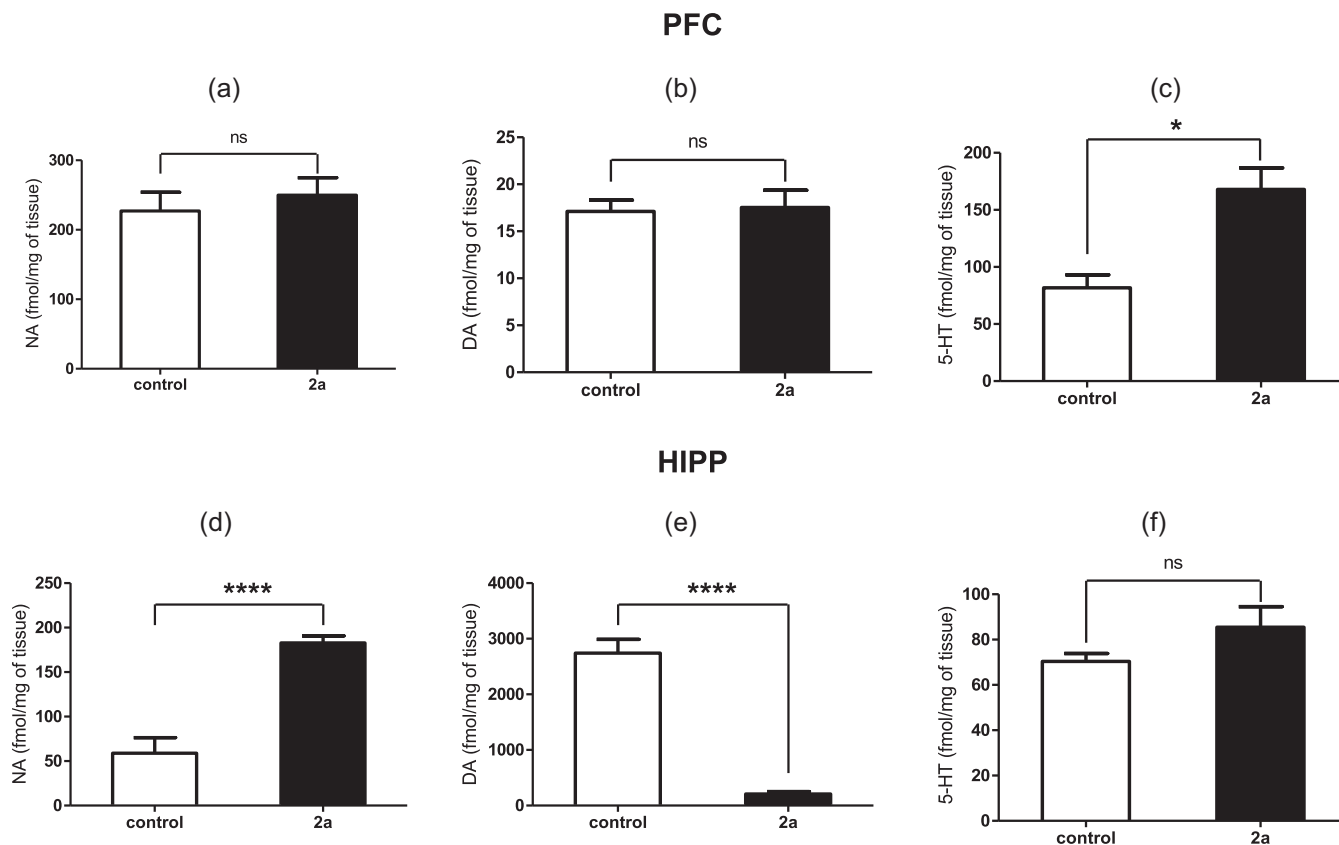 PFC
(a)
ns
NA (fmol/mg of tissue)
300
200
100
0
control 2a
(b)
ns
DA (fmol/mg of tissue)
25
20
15
10
5
0
control 2a
(c)
*
5-HT (fmol/mg of tissue)
200
150
100
50
0
control 2a
HIPP
(d)
****
NA (fmol/mg of tissue)
250
200
150
100
50
0
control 2a
(e)
****
DA (fmol/mg of tissue)
4000
3000
2000
1000
0
control 2a
(f)
ns
5-HT (fmol/mg of tissue)
100
80
60
40
20
0
control 2a